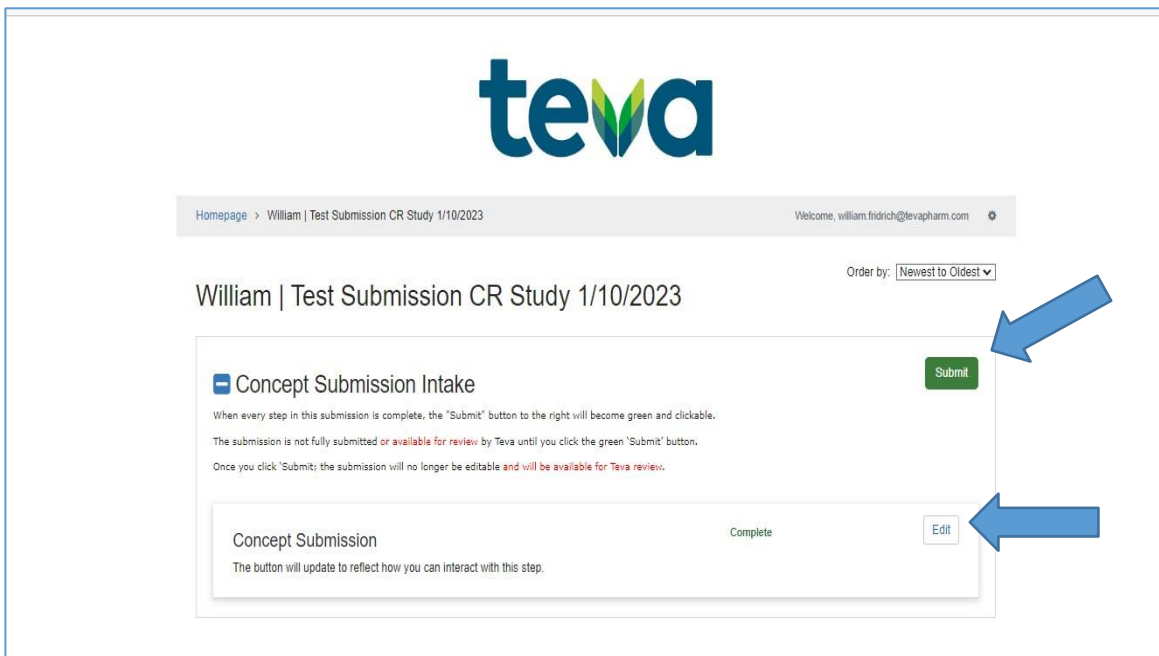 teva
Homepage > William | Test Submission CR Study 1/10/2023
Welcome, william.fridrich@tevapharm.com
Order by: Newest to Oldest
William | Test Submission CR Study 1/10/2023
Concept Submission Intake
Submit
When every step in this submission is complete, the "Submit" button to the right will become green and clickable.
The submission is not fully submitted or available for review by Teva until you click the green 'Submit' button.
Once you click 'Submit; the submission will no longer be editable and will be available for Teva review.
Concept Submission
Complete
Edit
The button will update to reflect how you can interact with this step.